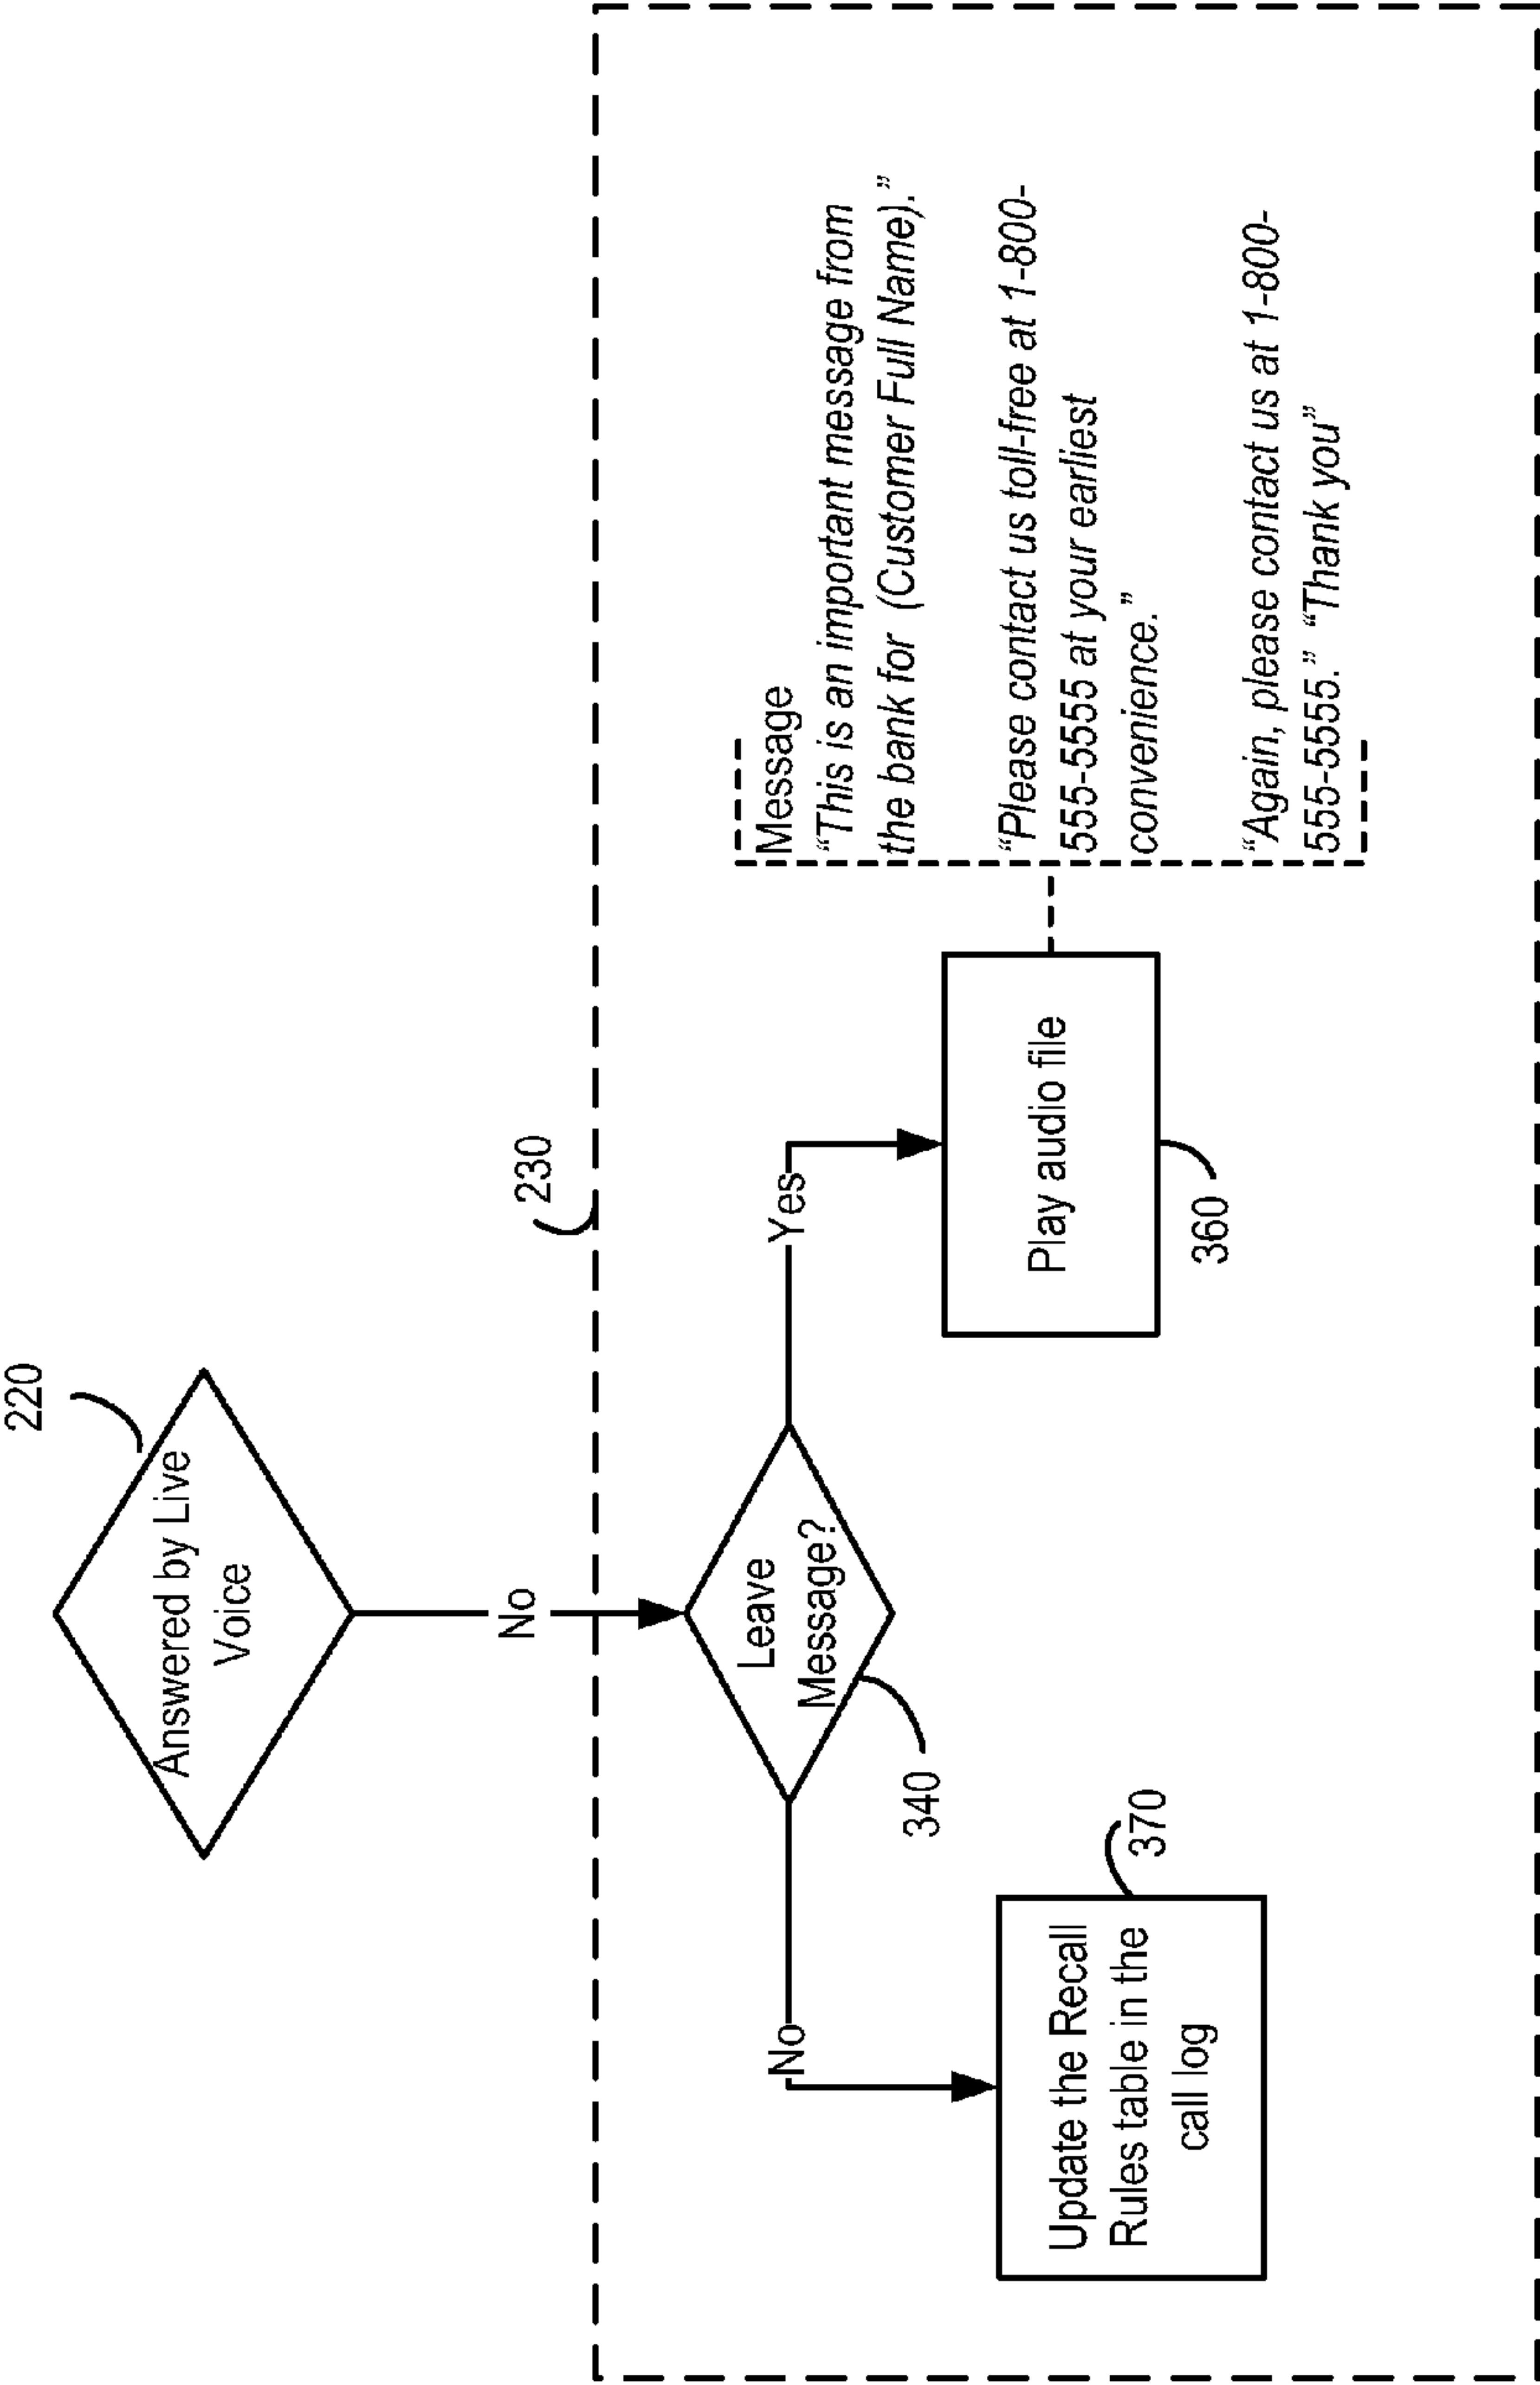 220
Answered by Live
Voice
No
230
Leave
Message?
340
No
Yes
Update the Recall
Rules table in the
call log
370
Play audio file
360
Message
“This is an important message from
the bank for  (Customer Full Name).”
“Please contact us toll-free at 1-800-
555-5555 at your earliest
convenience.”
“Again, please contact us at 1-800-
555-5555.” “Thank you”